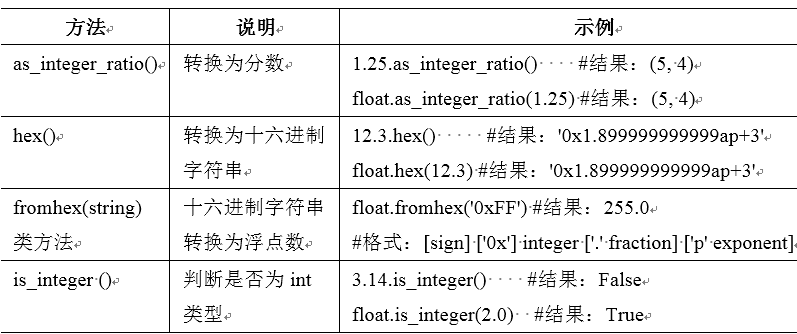 方法 说明 示例
as_integer_ratio() 转换为分数 1.25.as_integer_ratio() #结果：(5, 4)
float.as_integer_ratio(1.25) #结果：(5, 4)
hex() 转换为十六进制 12.3.hex() #结果：'0x1.899999999999ap+3'
字符串 float.hex(12.3) #结果：'0x1.899999999999ap+3'
fromhex(string) 十六进制字符串 float.fromhex('0xFF') #结果：255.0
类方法 转换为浮点数 #格式：[sign] ['0x'] integer ['.' fraction] ['p' exponent]
is_integer () 判断是否为 int 3.14.is_integer() #结果：False
类型 float.is_integer(2.0) #结果：True